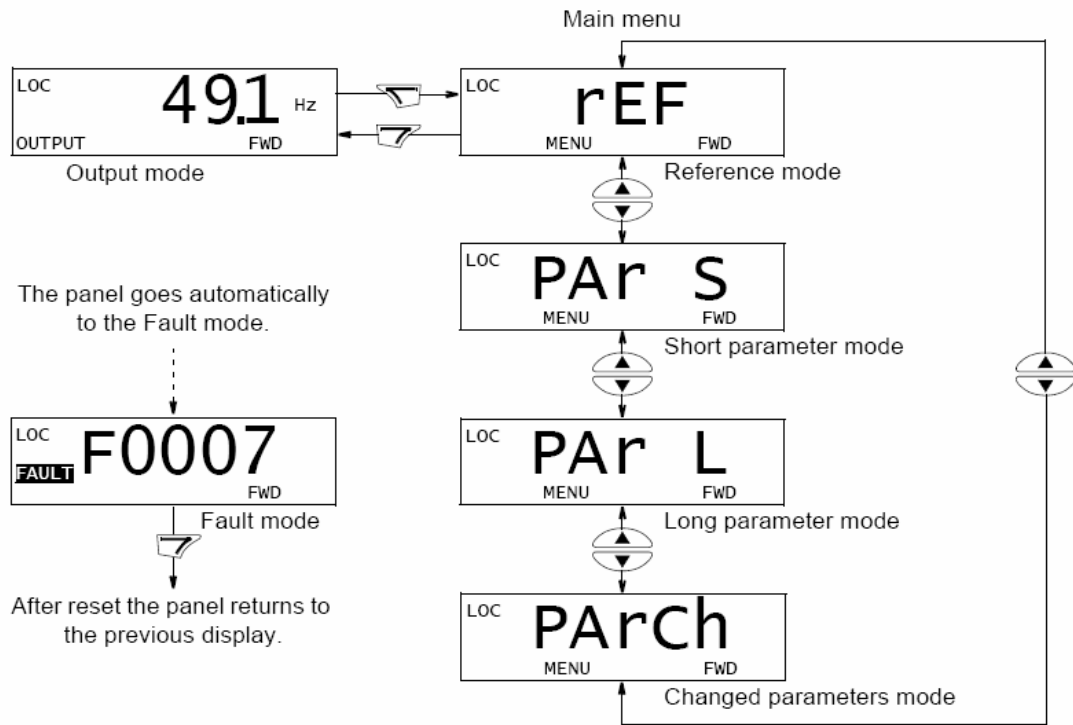 Main menu
LOC
49.1 Hz
OUTPUT FWD
Output mode
LOC
rEF
MENU FWD
Reference mode
LOC
PAr S
MENU FWD
Short parameter mode
The panel goes automatically
to the Fault mode.
LOC
FAULT
F0007
FWD
Fault mode
After reset the panel returns to
the previous display.
LOC
PAr L
MENU FWD
Long parameter mode
LOC
PArCh
MENU FWD
Changed parameters mode